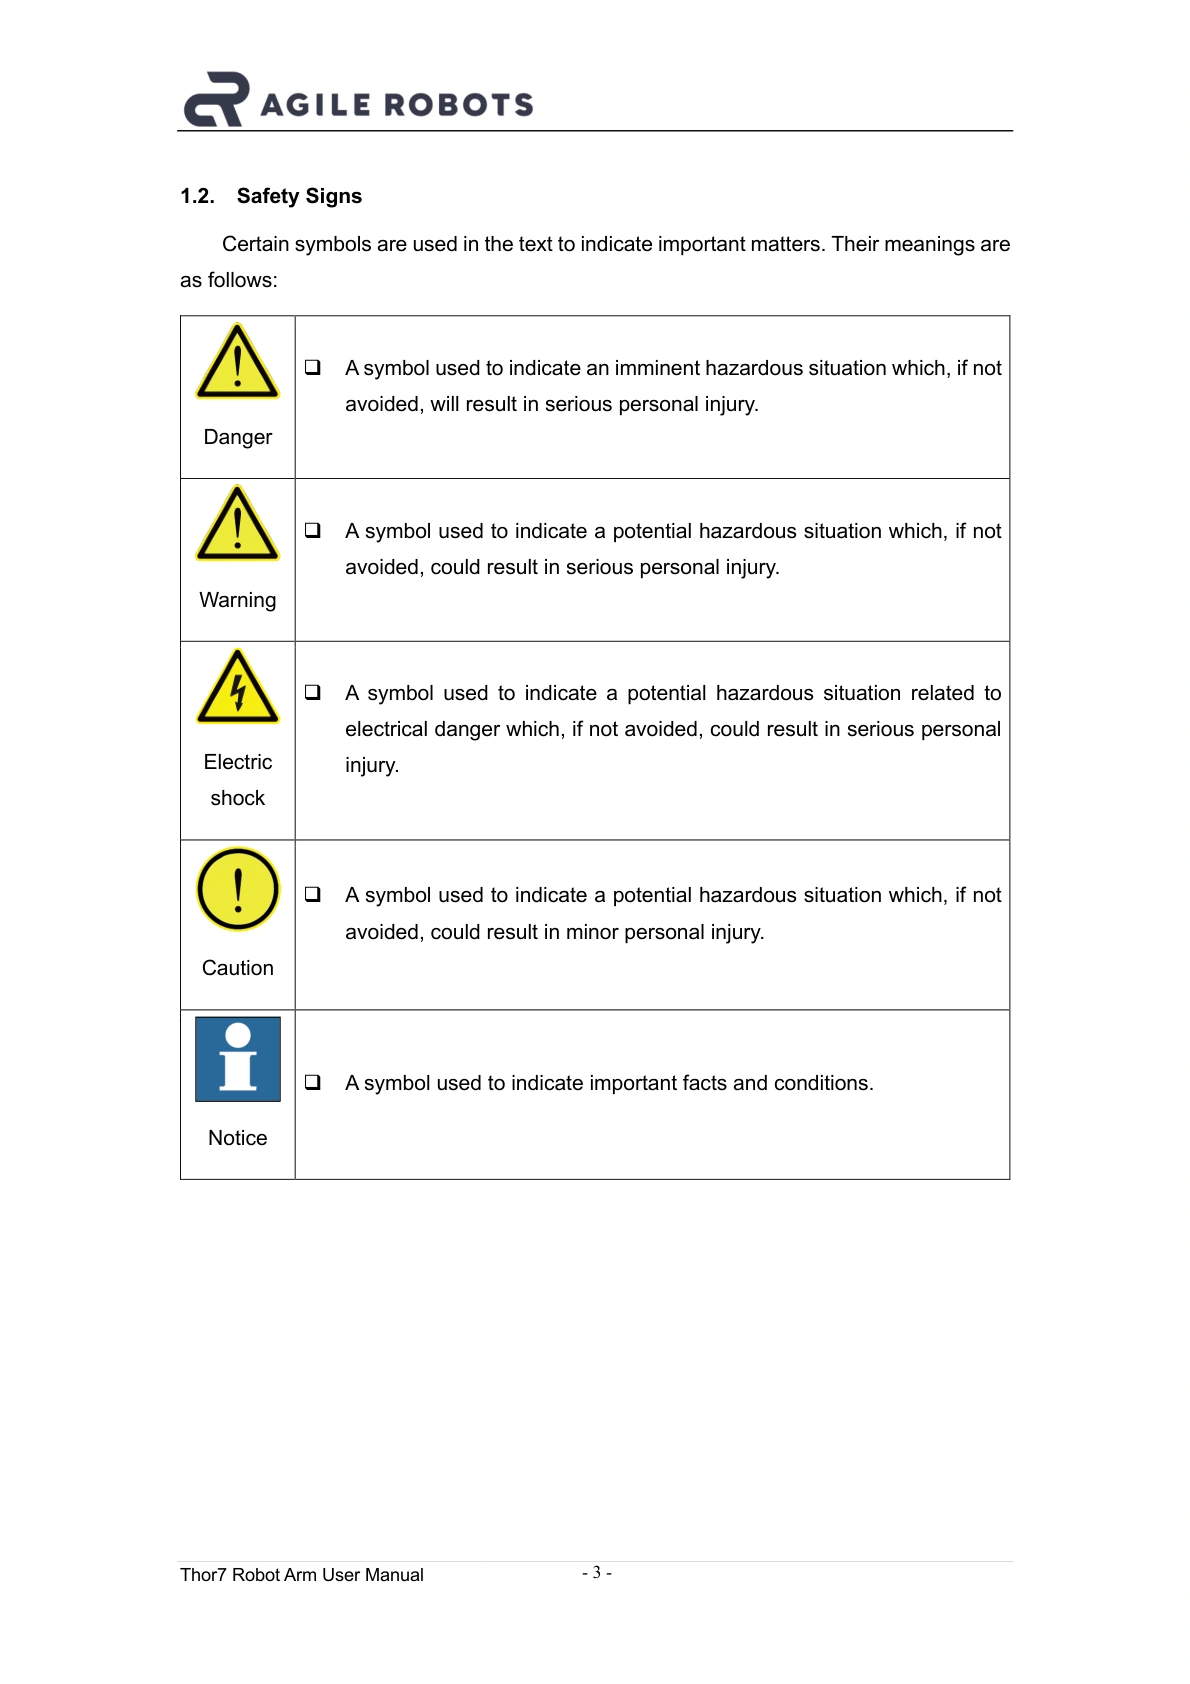 AGILE ROBOTS
1.2. Safety Signs
Certain symbols are used in the text to indicate important matters. Their meanings are
as follows:
Danger
❑ A symbol used to indicate an imminent hazardous situation which, if not
avoided, will result in serious personal injury.
Warning
❑ A symbol used to indicate a potential hazardous situation which, if not
avoided, could result in serious personal injury.
Electric
shock
❑ A symbol used to indicate a potential hazardous situation related to
electrical danger which, if not avoided, could result in serious personal
injury.
Caution
❑ A symbol used to indicate a potential hazardous situation which, if not
avoided, could result in minor personal injury.
Notice
❑ A symbol used to indicate important facts and conditions.
Thor7 Robot Arm User Manual
- 3 -